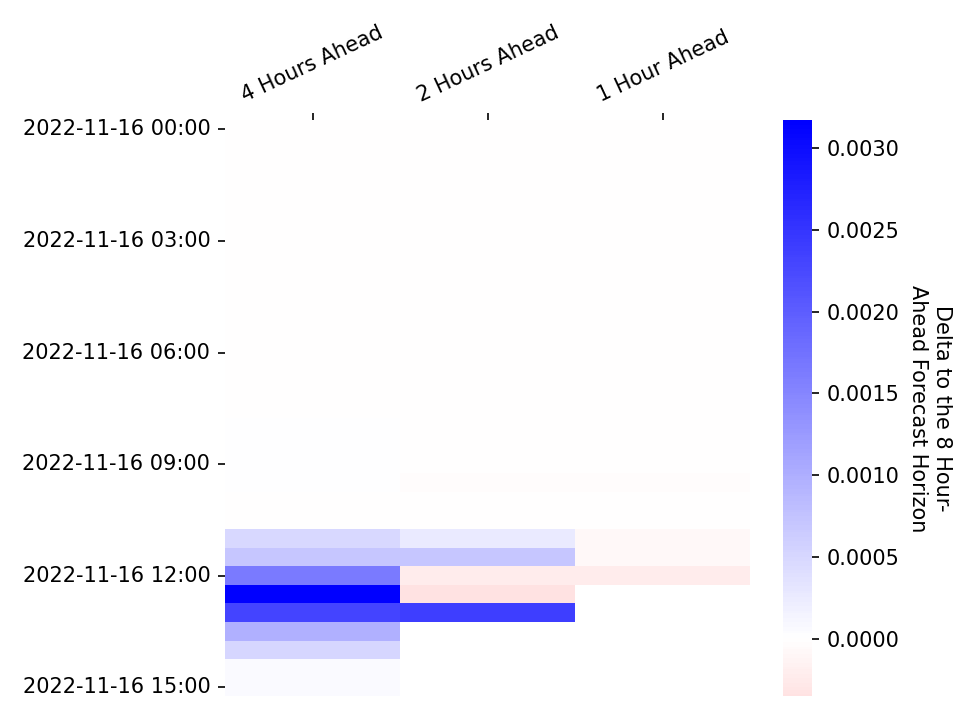 4 Hours Ahead
2 Hours Ahead
1 Hour Ahead
2022-11-16 00:00
2022-11-16 03:00
2022-11-16 06:00
2022-11-16 09:00
2022-11-16 12:00
2022-11-16 15:00
0.0030
0.0025
0.0020
0.0015
0.0010
0.0005
0.0000
Delta to the 8 Hour-
Ahead Forecast Horizon